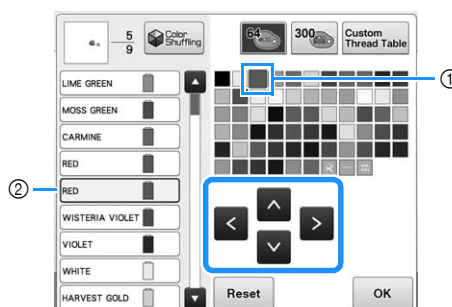 5
9
Color
Shuffling
64
300
Custom
Thread Table
①
LIME GREEN
MOSS GREEN
CARMINE
RED
② RED
WISTERIA VIOLET
VIOLET
WHITE
HARVEST GOLD
Reset
OK